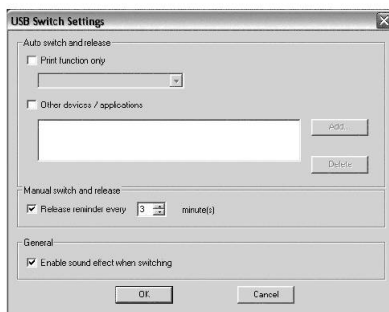 USB Switch Settings
Auto switch and release
Print function only
Other devices / applications
Add...
Delete
Manual switch and release
Release reminder every 3 minute(s)
General
Enable sound effect when switching
OK
Cancel